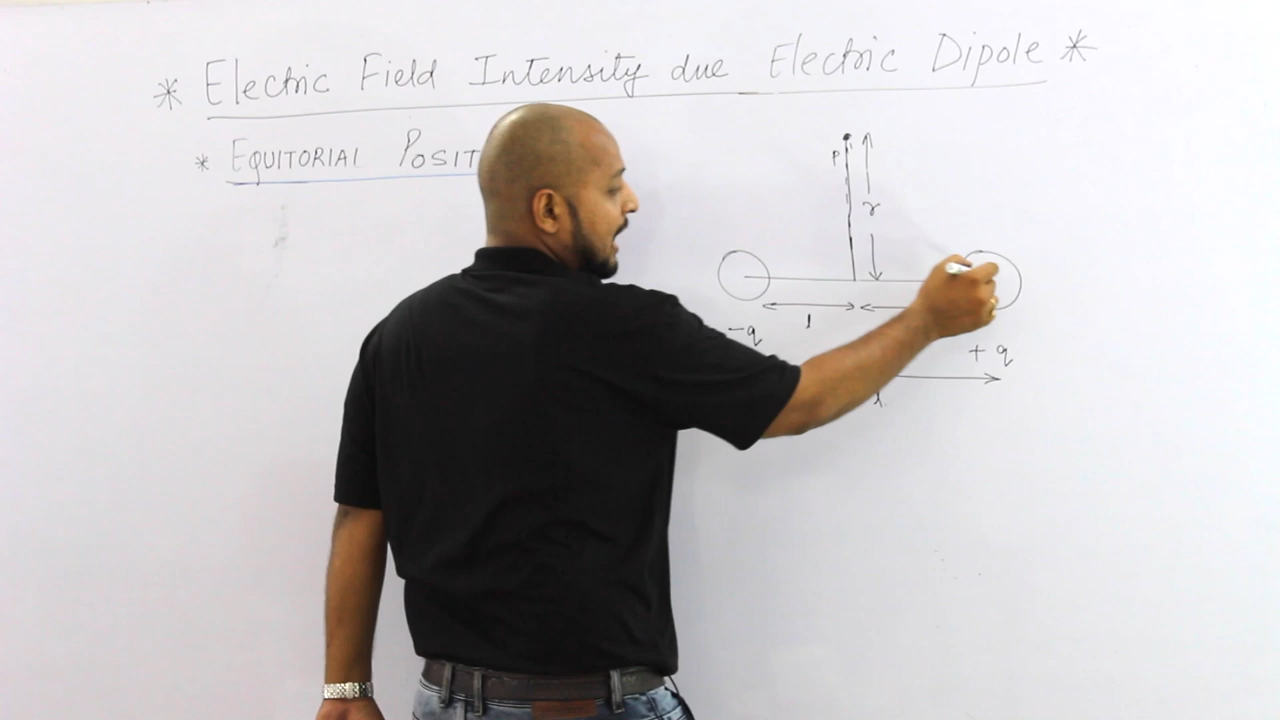 * Electric Field Intensity due Electric Dipole *
* EQUITORIAL POSIT
P
r
l
-q
+ q
l